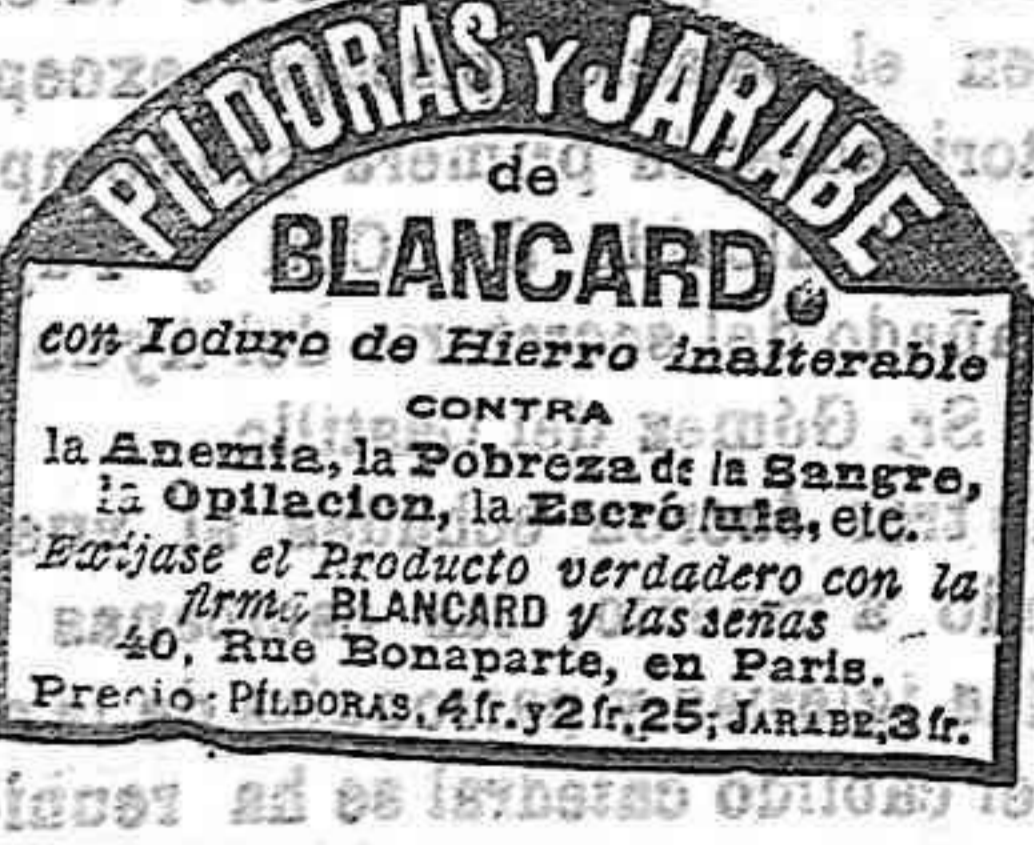 PILDORAS Y JARABE
de
BLANCARD
con Ioduro de Hierro inalterable
CONTRA
la Anemia, la Pobreza de la Sangre,
la Opilacion, la Escrófula, etc.
Exijase el Producto verdadero con la
firma BLANCARD y las señas
40, Rue Bonaparte, en Paris.
Precio: PÍLDORAS, 4 fr. y 2 fr. 25; JARABE, 3 fr.